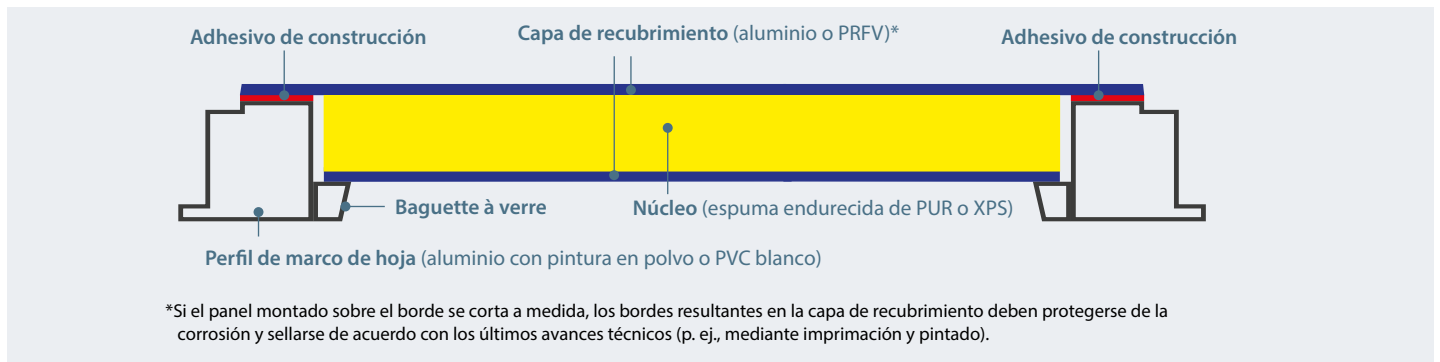 Adhesivo de construcción
Capa de recubrimiento (aluminio o PRFV)*
Adhesivo de construcción
Baguette à verre
Núcleo (espuma endurecida de PUR o XPS)
Perfil de marco de hoja (aluminio con pintura en polvo o PVC blanco)
*Si el panel montado sobre el borde se corta a medida, los bordes resultantes en la capa de recubrimiento deben protegerse de la
corrosión y sellarse de acuerdo con los últimos avances técnicos (p. ej., mediante imprimación y pintado).